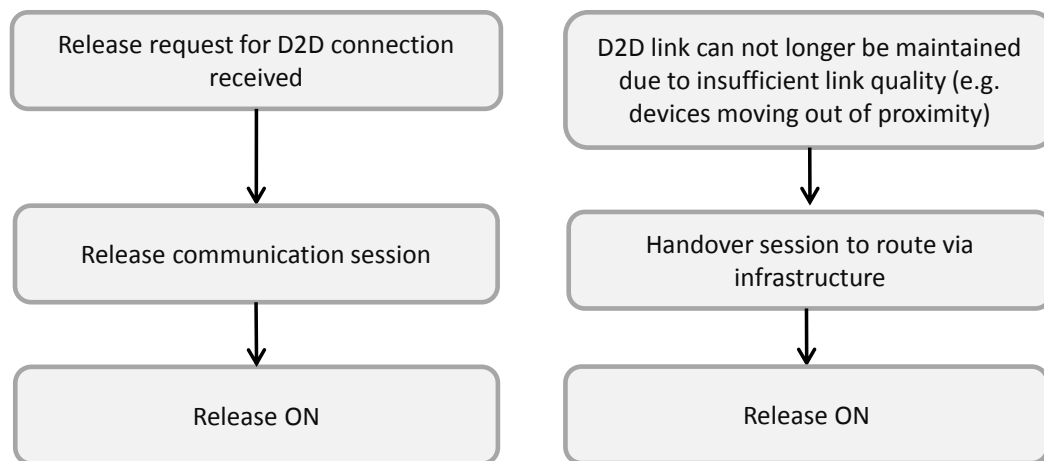 Release request for D2D connection
received
Release communication session
Release ON
D2D link can not longer be maintained
due to insufficient link quality (e.g.
devices moving out of proximity)
Handover session to route via
infrastructure
Release ON